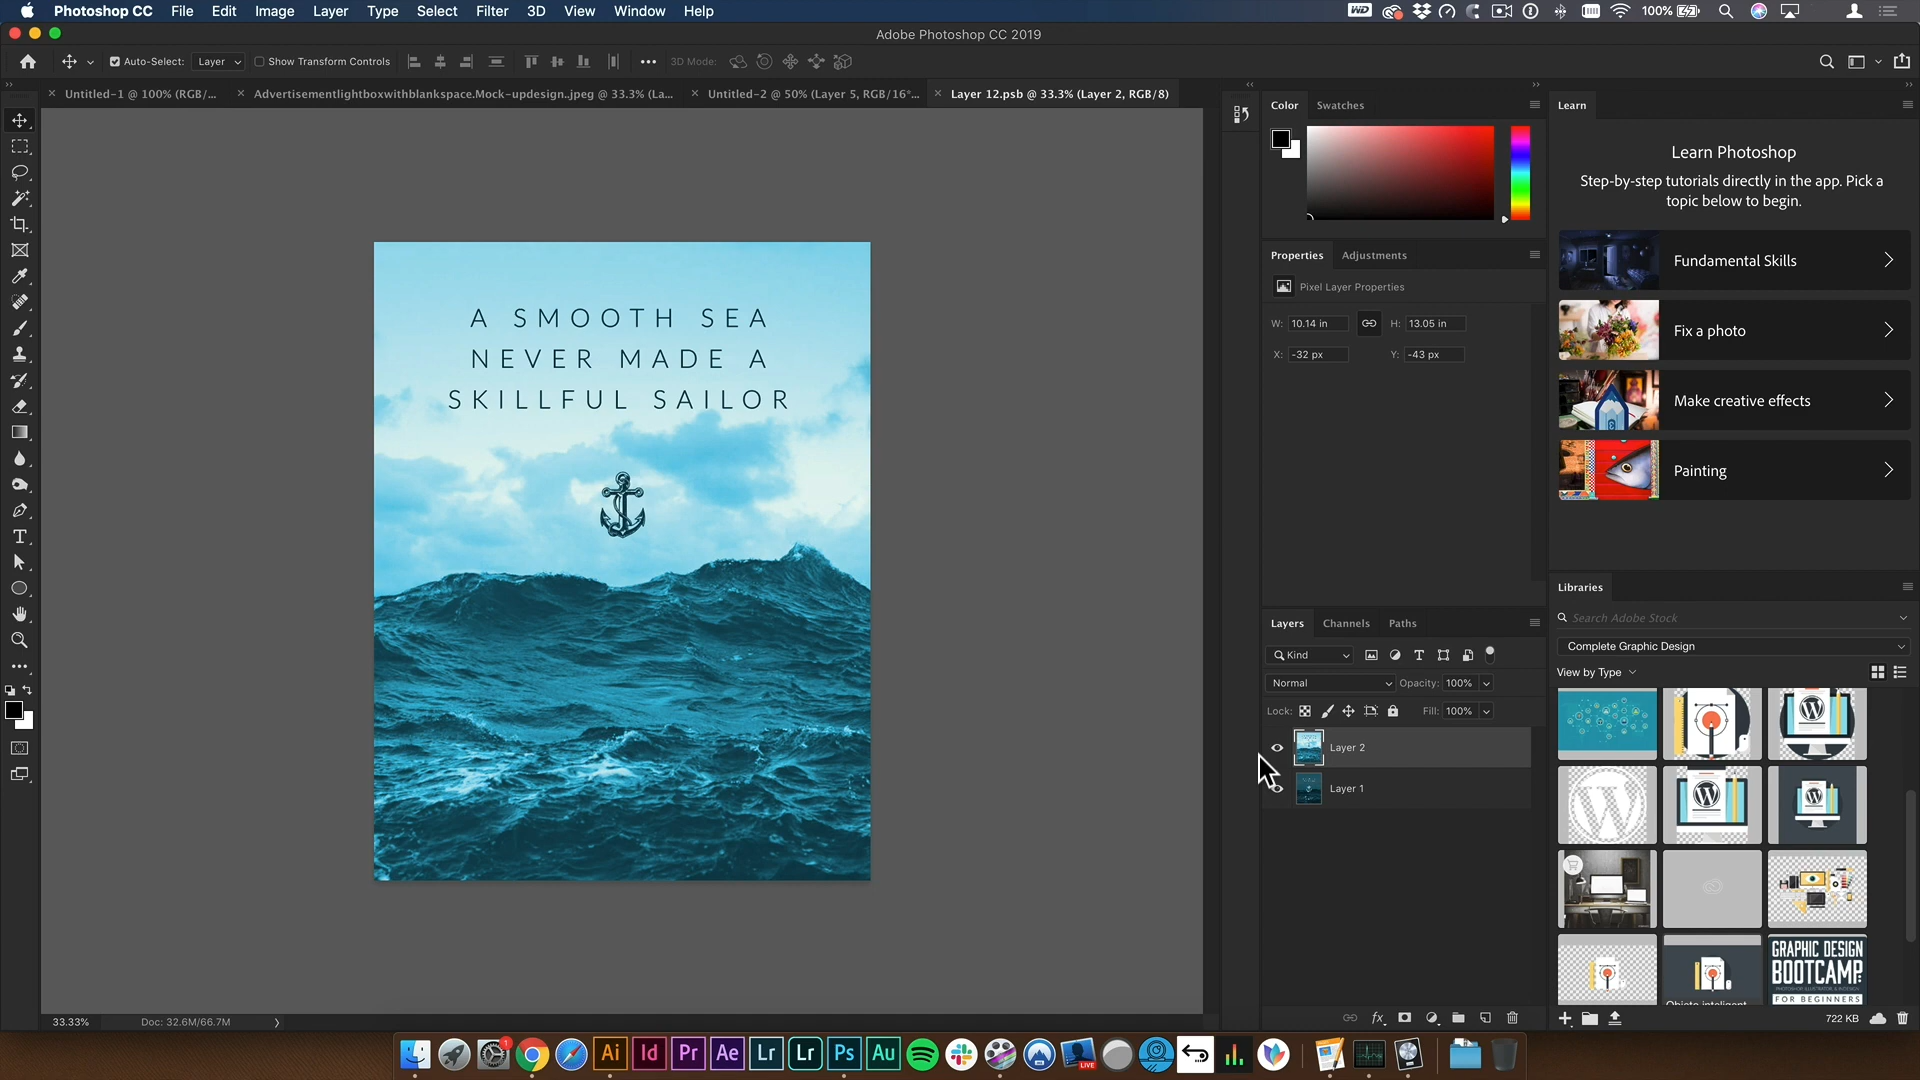 Photoshop CC File Edit Image Layer Type Select Filter 3D View Window Help
WD 100%
Adobe Photoshop CC 2019
Auto-Select: Layer Show Transform Controls 3D Mode:
Untitled-1 @ 100% (RGB/... Advertisementlightboxwithblankspace.Mock-updesign..jpeg @ 33.3% (La... Untitled-2 @ 50% (Layer 5, RGB/16*... Layer 12.psb @ 33.3% (Layer 2, RGB/8)
A SMOOTH SEA
NEVER MADE A
SKILLFUL SAILOR
33.33% Doc: 32.6M/66.7M
Color Swatches
Properties Adjustments
Pixel Layer Properties
W: 10.14 in H: 13.05 in
X: -32 px Y: -43 px
Layers Channels Paths
Kind
Normal Opacity: 100%
Lock: Fill: 100%
Layer 2
Layer 1
fx
Learn
Learn Photoshop
Step-by-step tutorials directly in the app. Pick a
topic below to begin.
Fundamental Skills
Fix a photo
Make creative effects
Painting
Libraries
Search Adobe Stock
Complete Graphic Design
View by Type
GRAPHIC DESIGN
BOOTCAMP
FOR BEGINNERS
722 KB
1 Ai Id Pr Ae Lr Lr Ps Au LIVE